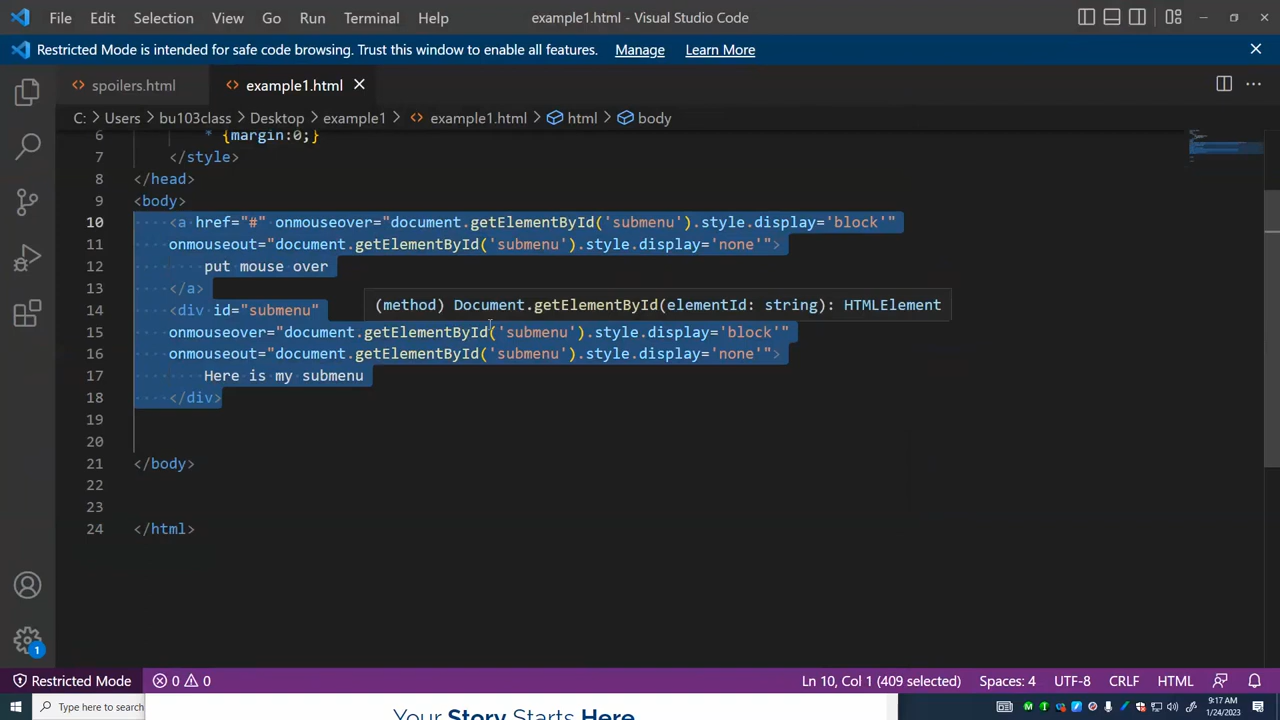 File Edit Selection View Go Run Terminal Help example1.html - Visual Studio Code
Restricted Mode is intended for safe code browsing. Trust this window to enable all features. Manage Learn More
spoilers.html example1.html
C: > Users > bu103class > Desktop > example1 > example1.html > html > body
6 * {margin:0;}
7 </style>
8 </head>
9 <body>
10 <a href="#" onmouseover="document.getElementById('submenu').style.display='block'"
11 onmouseout="document.getElementById('submenu').style.display='none'">
12 put mouse over
13 </a>
(method) Document.getElementById(elementId: string): HTMLElement
14 <div id="submenu"
15 onmouseover="document.getElementById('submenu').style.display='block'"
16 onmouseout="document.getElementById('submenu').style.display='none'">
17 Here is my submenu
18 </div>
19
20
21 </body>
22
23
24 </html>
1
Restricted Mode 0 0 Ln 10, Col 1 (409 selected) Spaces: 4 UTF-8 CRLF HTML
Type here to search
Your Story Starts Here
9:17 AM
1/24/2023